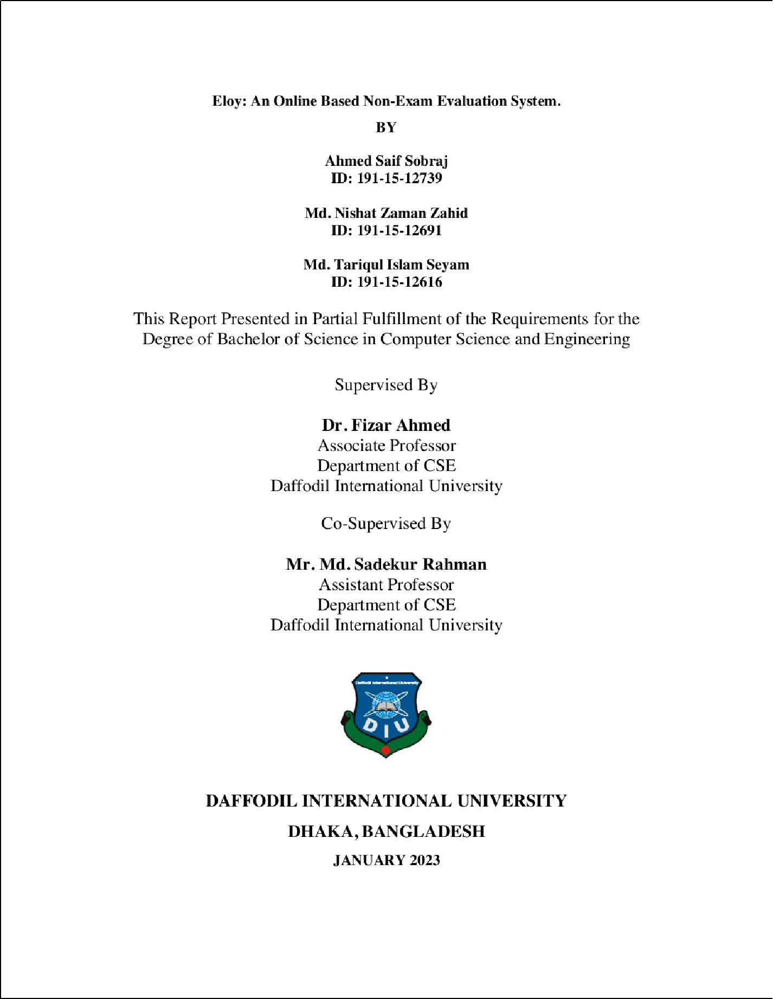 Eloy: An Online Based Non-Exam Evaluation System.
BY
Ahmed Saif Sobraj
ID: 191-15-12739
Md. Nishat Zaman Zahid
ID: 191-15-12691
Md. Tariqul Islam Seyam
ID: 191-15-12616
This Report Presented in Partial Fulfillment of the Requirements for the
Degree of Bachelor of Science in Computer Science and Engineering
Supervised By
Dr. Fizar Ahmed
Associate Professor
Department of CSE
Daffodil International University
Co-Supervised By
Mr. Md. Sadekur Rahman
Assistant Professor
Department of CSE
Daffodil International University
Daffodil International University
DIU
DAFFODIL INTERNATIONAL UNIVERSITY
DHAKA, BANGLADESH
JANUARY 2023